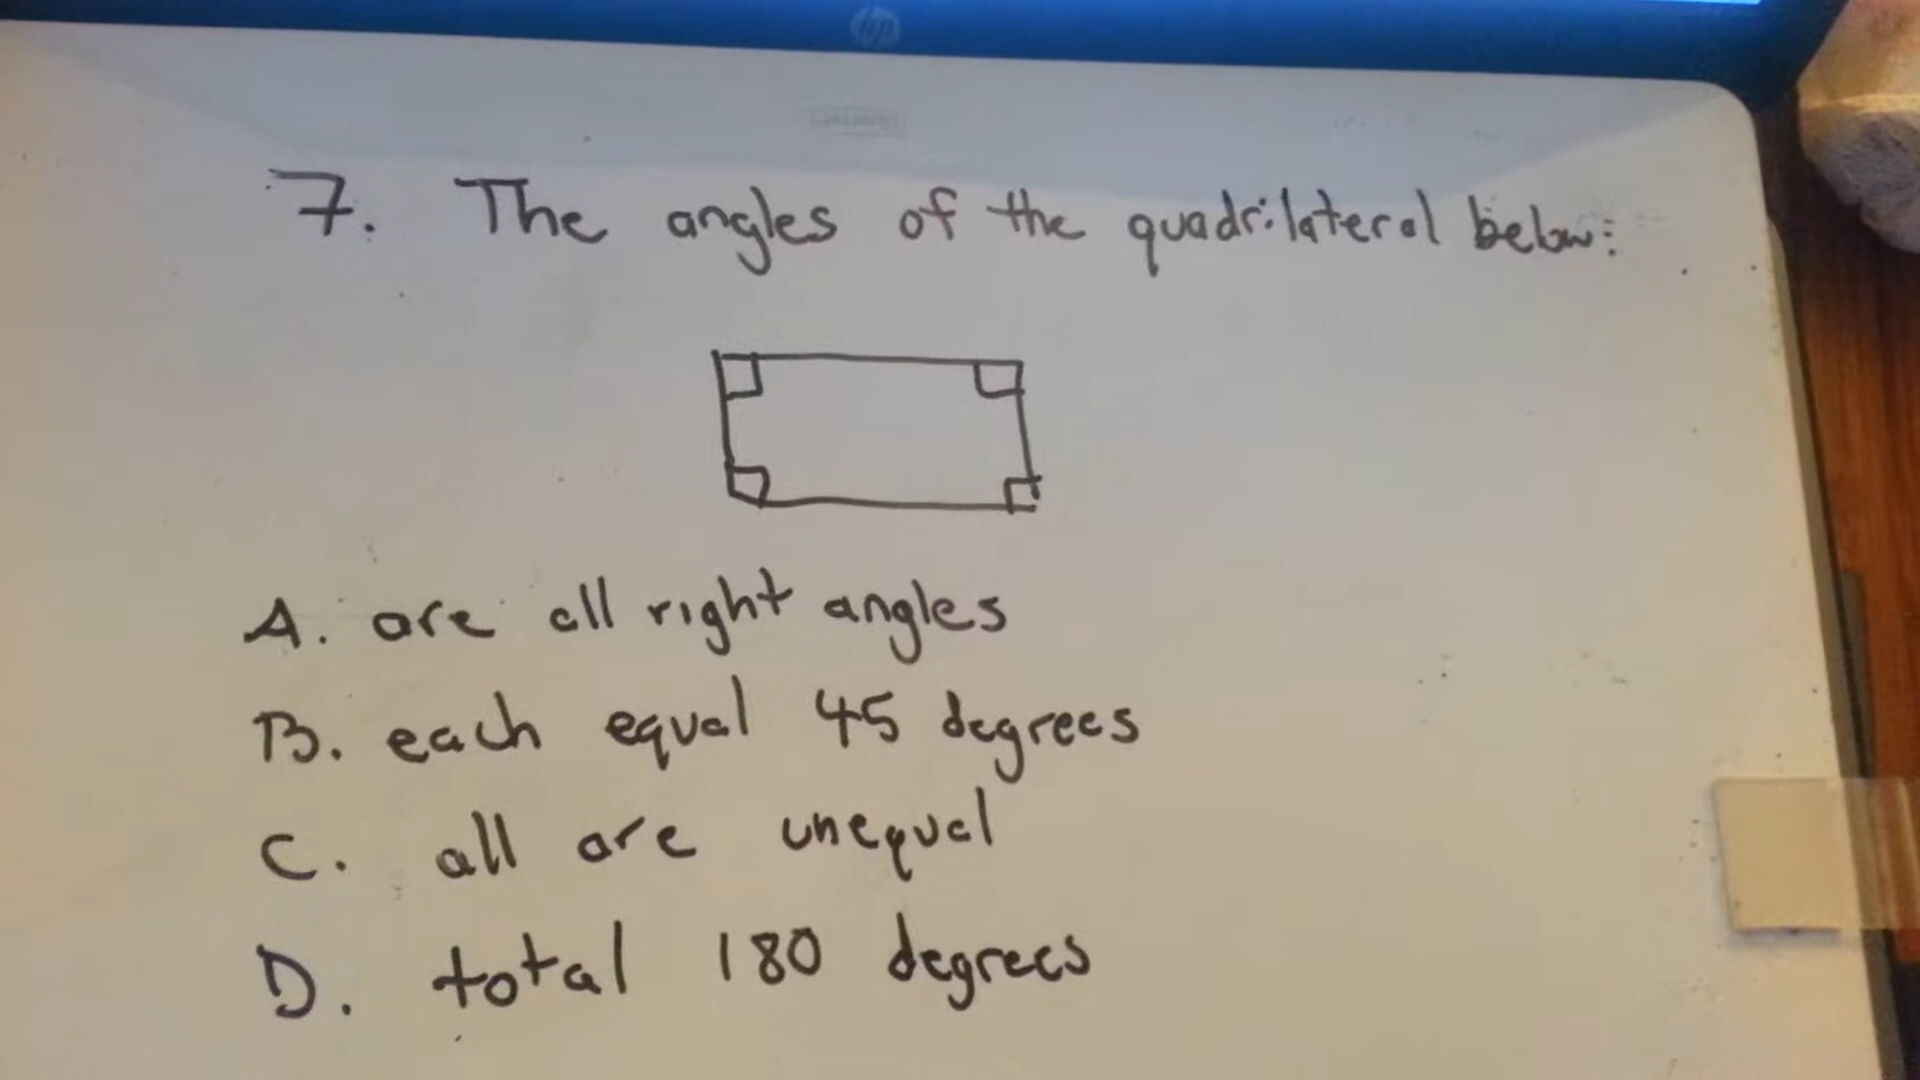 hp
7. The angles of the quadrilateral below:
A. are all right angles
B. each equal 45 degrees
C. all are unequal
D. total 180 degrees